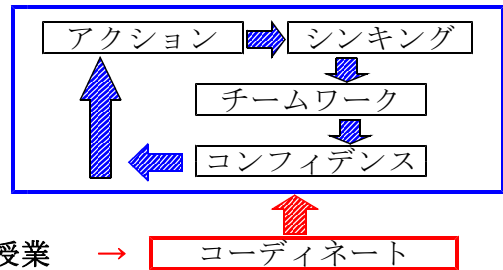 アクション シンキング
チームワーク
コンフィデンス
授業 → コーディネート